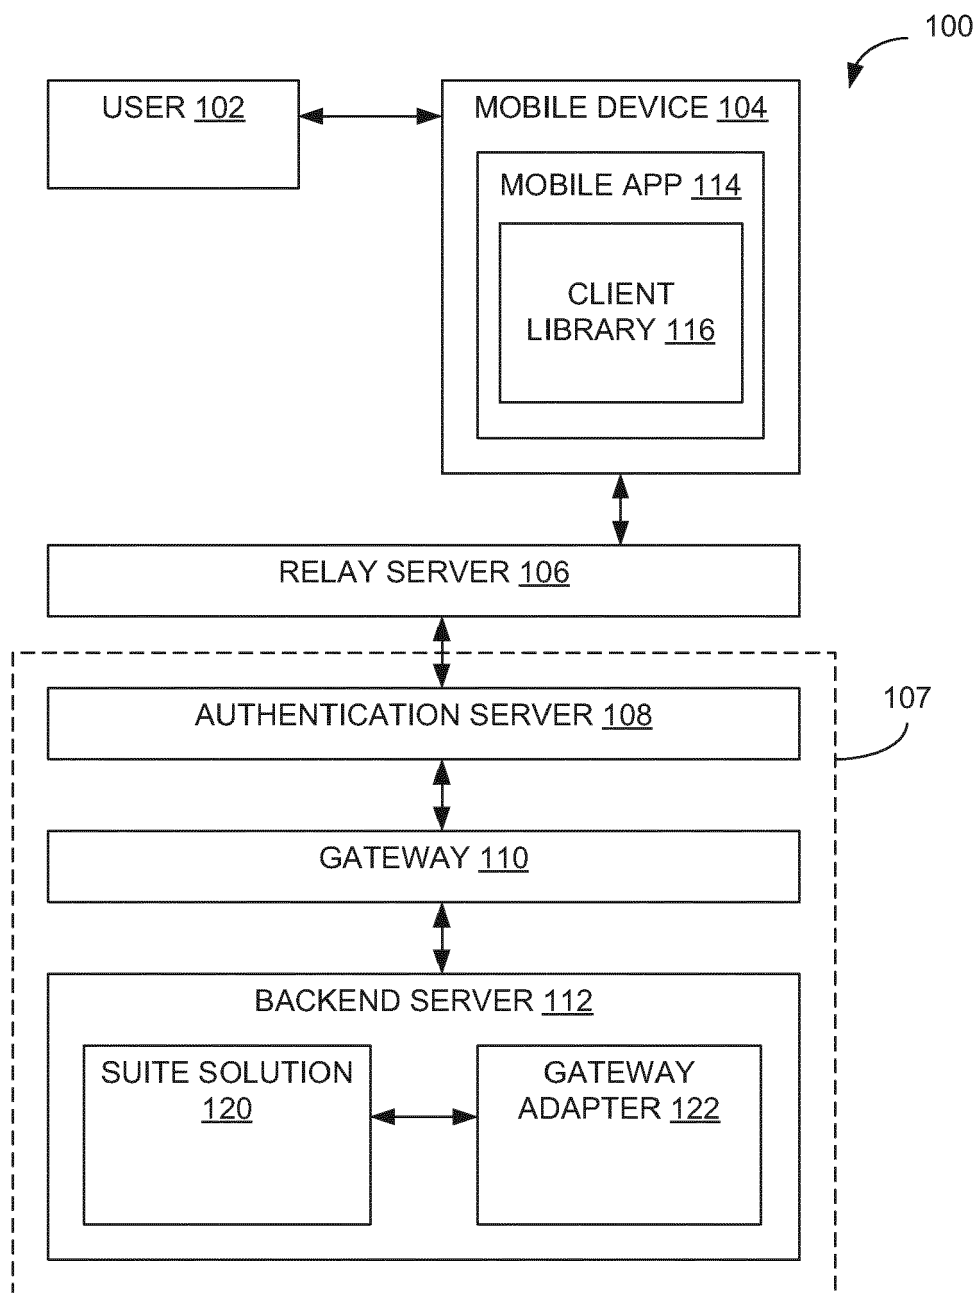 100
USER 102
MOBILE DEVICE 104
MOBILE APP 114
CLIENT
LIBRARY 116
RELAY SERVER 106
107
AUTHENTICATION SERVER 108
GATEWAY 110
BACKEND SERVER 112
SUITE SOLUTION
120
GATEWAY
ADAPTER 122